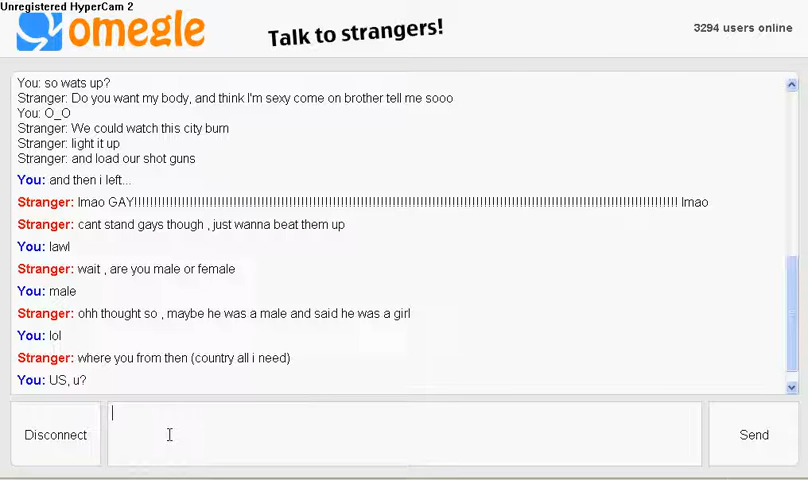 Unregistered HyperCam 2
omegle
Talk to strangers!
3294 users online
You: so wats up?
Stranger: Do you want my body, and think I'm sexy come on brother tell me sooo
You: O_O
Stranger: We could watch this city burn
Stranger: light it up
Stranger: and load our shot guns
You: and then i left...
Stranger: lmao GAY!!!!!!!!!!!!!!!!!!!!!!!!!!!!!!!!!!!!!!!!!!!!!!!!!!!!!!!!!!!!!!!!!!!!!!!!!!!!!!!!!!!!!!!!!!!!!!!!!!!!!!!!!!!!!!!!!!!!!!!!!!!!!!!!!!!!!!!! lmao
Stranger: cant stand gays though , just wanna beat them up
You: lawl
Stranger: wait , are you male or female
You: male
Stranger: ohh thought so , maybe he was a male and said he was a girl
You: lol
Stranger: where you from then (country all i need)
You: US, u?
Disconnect
Send